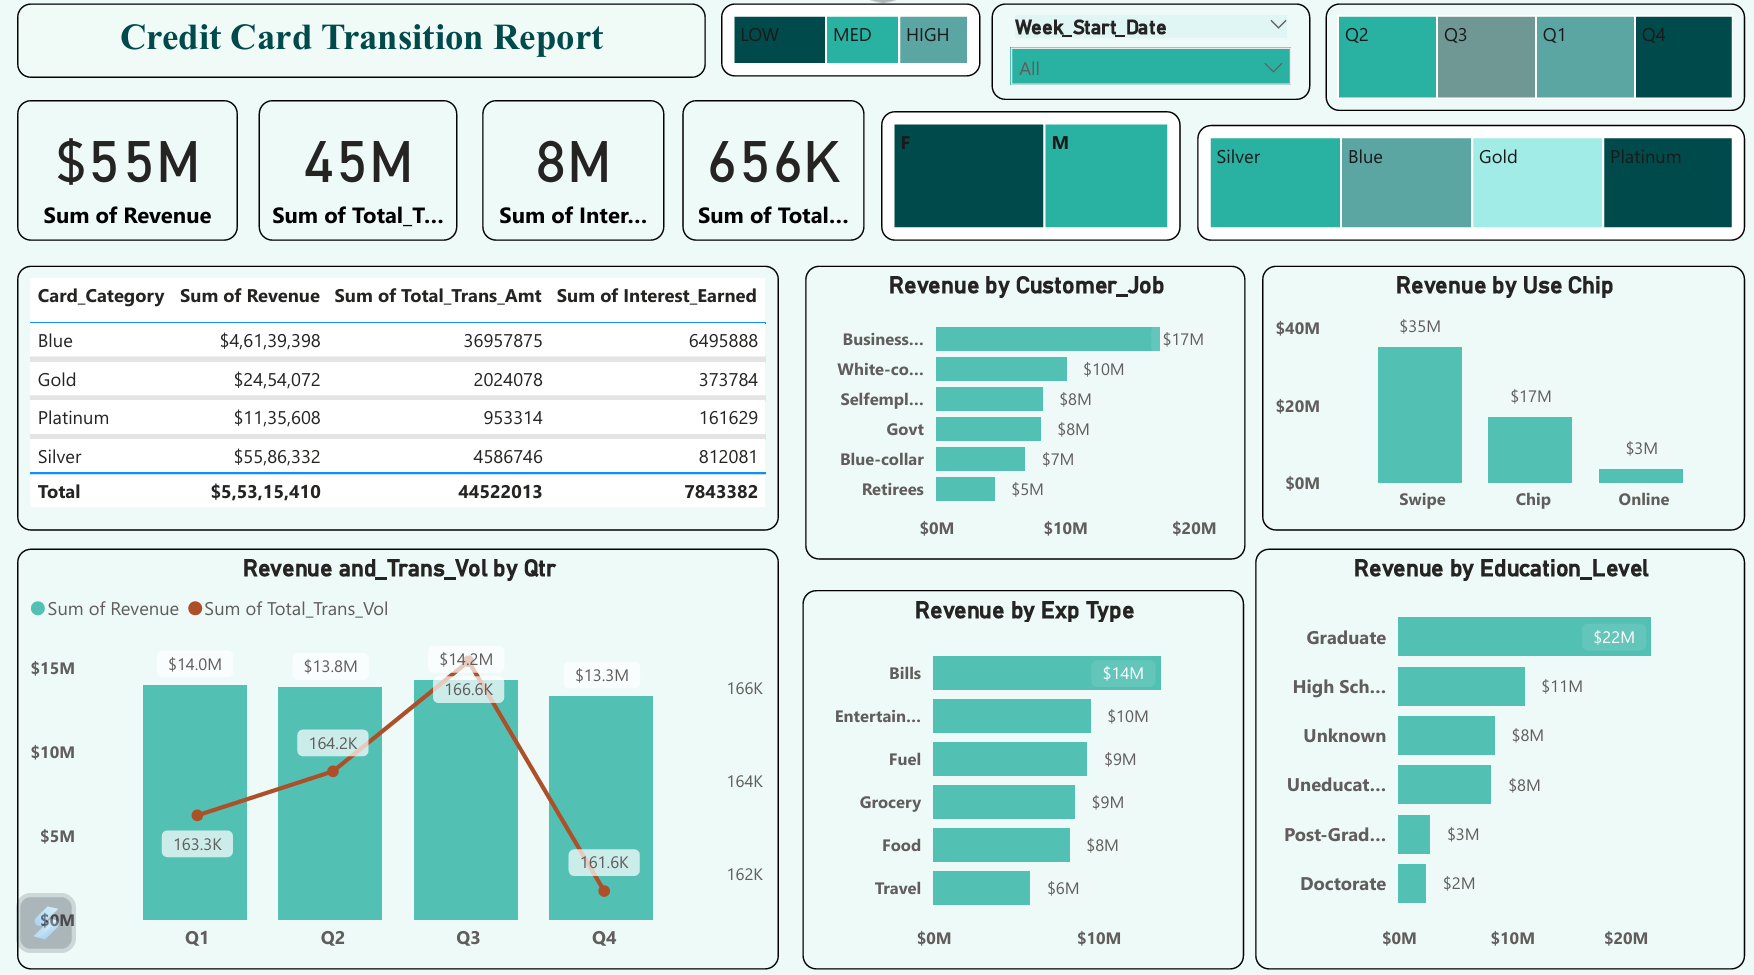 Credit Card Transition Report
LOW MED HIGH
Week_Start_Date
All
Q2 Q3 Q1 Q4
$55M
Sum of Revenue
45M
Sum of Total_T...
8M
Sum of Inter...
656K
Sum of Total...
F M
Silver Blue Gold Platinum
Card_Category Sum of Revenue Sum of Total_Trans_Amt Sum of Interest_Earned
Blue $4,61,39,398 36957875 6495888
Gold $24,54,072 2024078 373784
Platinum $11,35,608 953314 161629
Silver $55,86,332 4586746 812081
Total $5,53,15,410 44522013 7843382
Revenue by Customer_Job
Business... $17M
White-co... $10M
Selfempl... $8M
Govt $8M
Blue-collar $7M
Retirees $5M
$0M $10M $20M
Revenue by Use Chip
$40M
$20M
$0M
$35M
$17M
$3M
Swipe Chip Online
Revenue and_Trans_Vol by Qtr
Sum of Revenue Sum of Total_Trans_Vol
$15M
$10M
$5M
$0M
$14.0M $13.8M $14.2M $13.3M
163.3K 164.2K 166.6K 161.6K
166K
164K
162K
Q1 Q2 Q3 Q4
Revenue by Exp Type
Bills $14M
Entertain... $10M
Fuel $9M
Grocery $9M
Food $8M
Travel $6M
$0M $10M
Revenue by Education_Level
Graduate $22M
High Sch... $11M
Unknown $8M
Uneducat... $8M
Post-Grad... $3M
Doctorate $2M
$0M $10M $20M